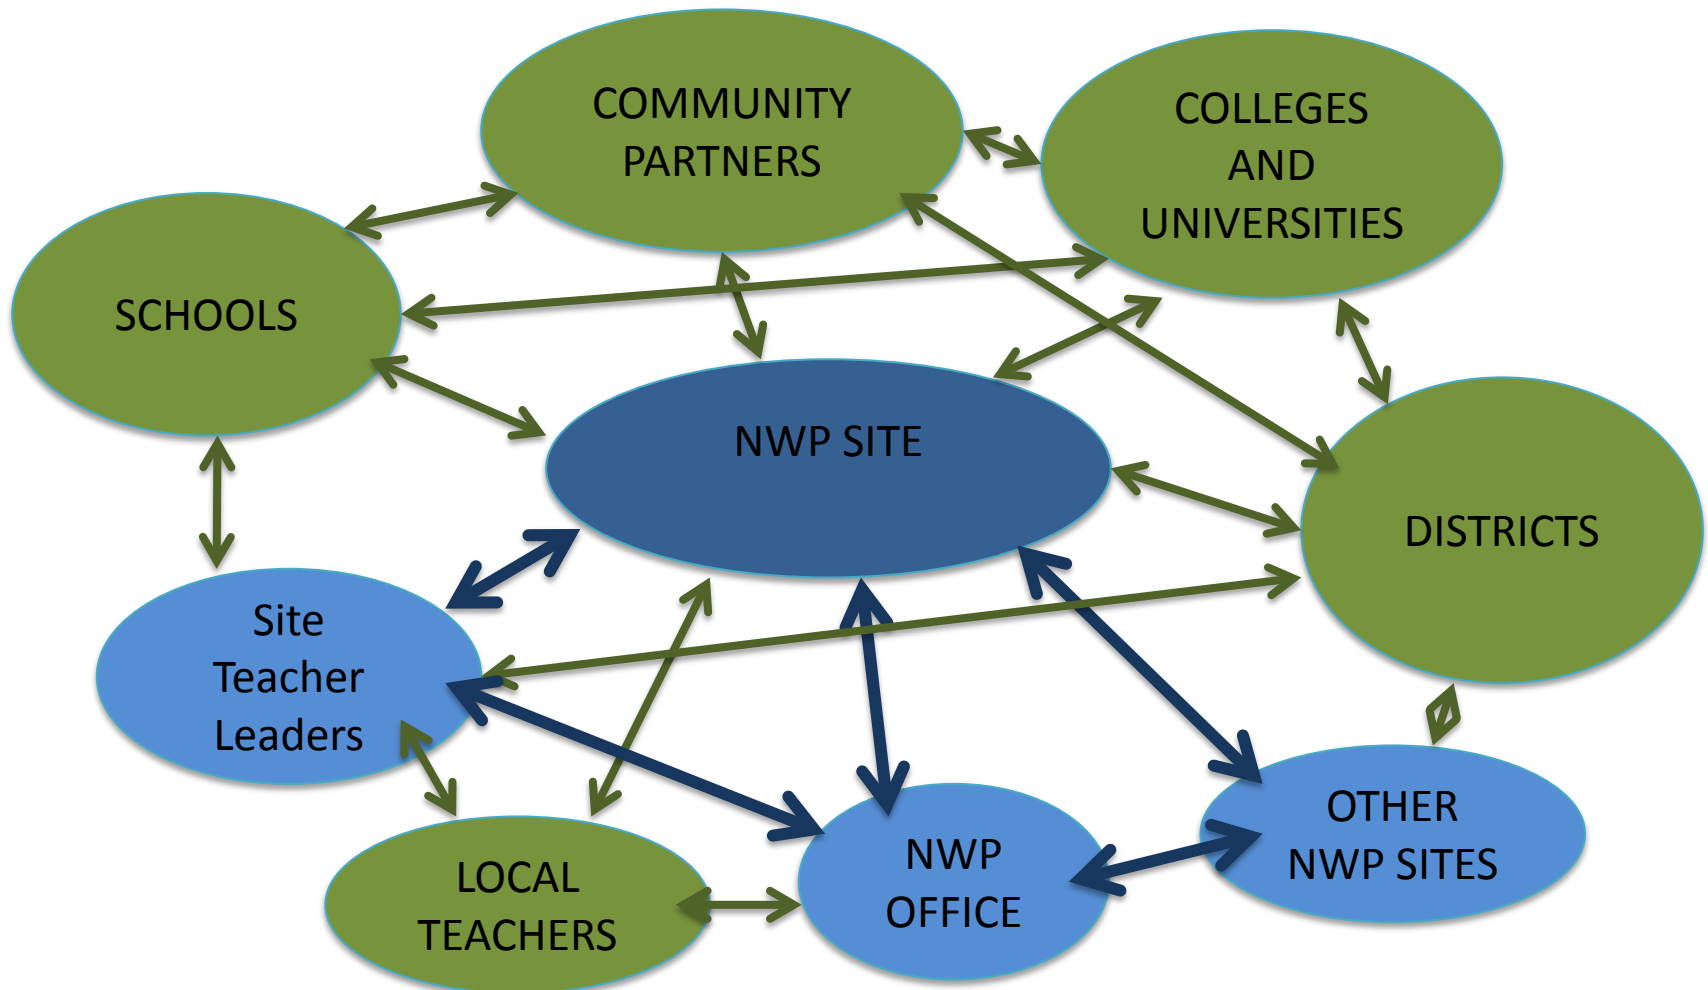 COMMUNITY
PARTNERS
COLLEGES
AND
UNIVERSITIES
SCHOOLS
NWP SITE
DISTRICTS
Site
Teacher
Leaders
LOCAL
TEACHERS
NWP
OFFICE
OTHER
NWP SITES